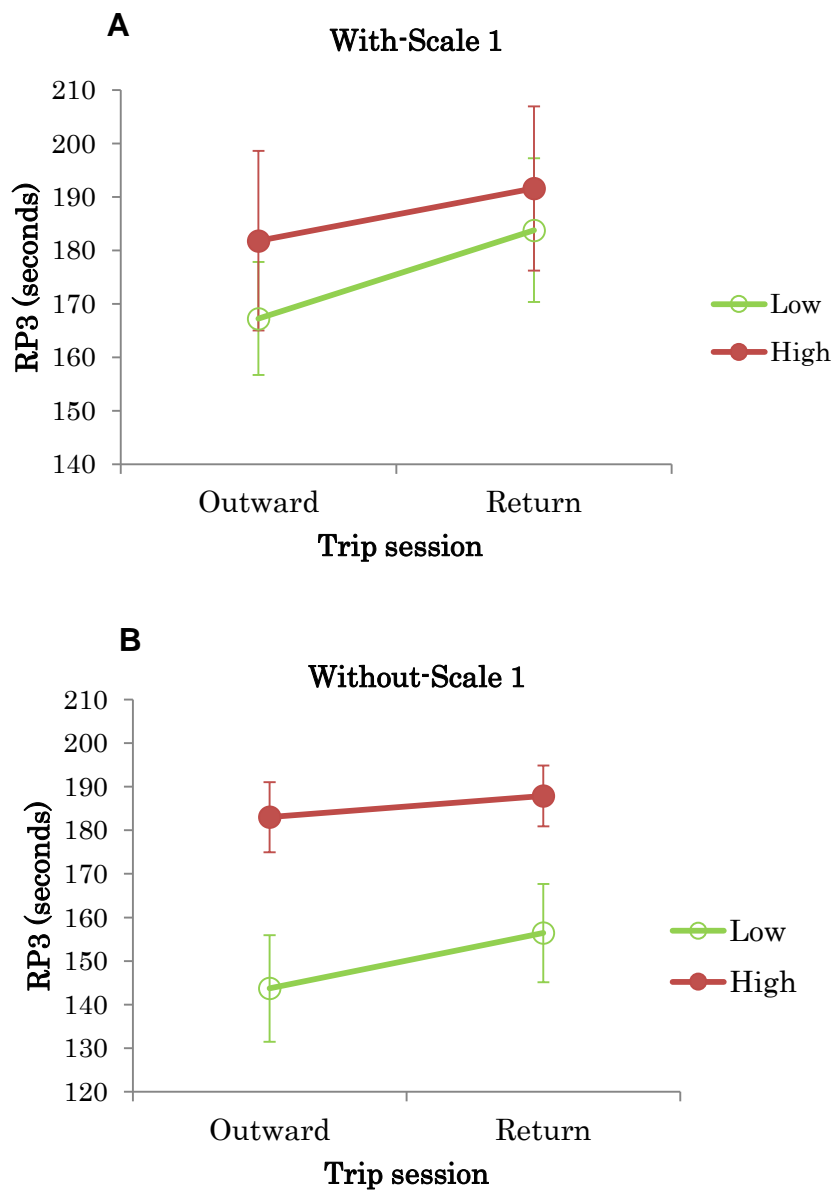 A
With-Scale 1
210
200
190
180
170
160
150
140
RP3 (seconds)
Outward Return
Trip session
Low
High
B
Without-Scale 1
210
200
190
180
170
160
150
140
130
120
RP3 (seconds)
Outward Return
Trip session
Low
High